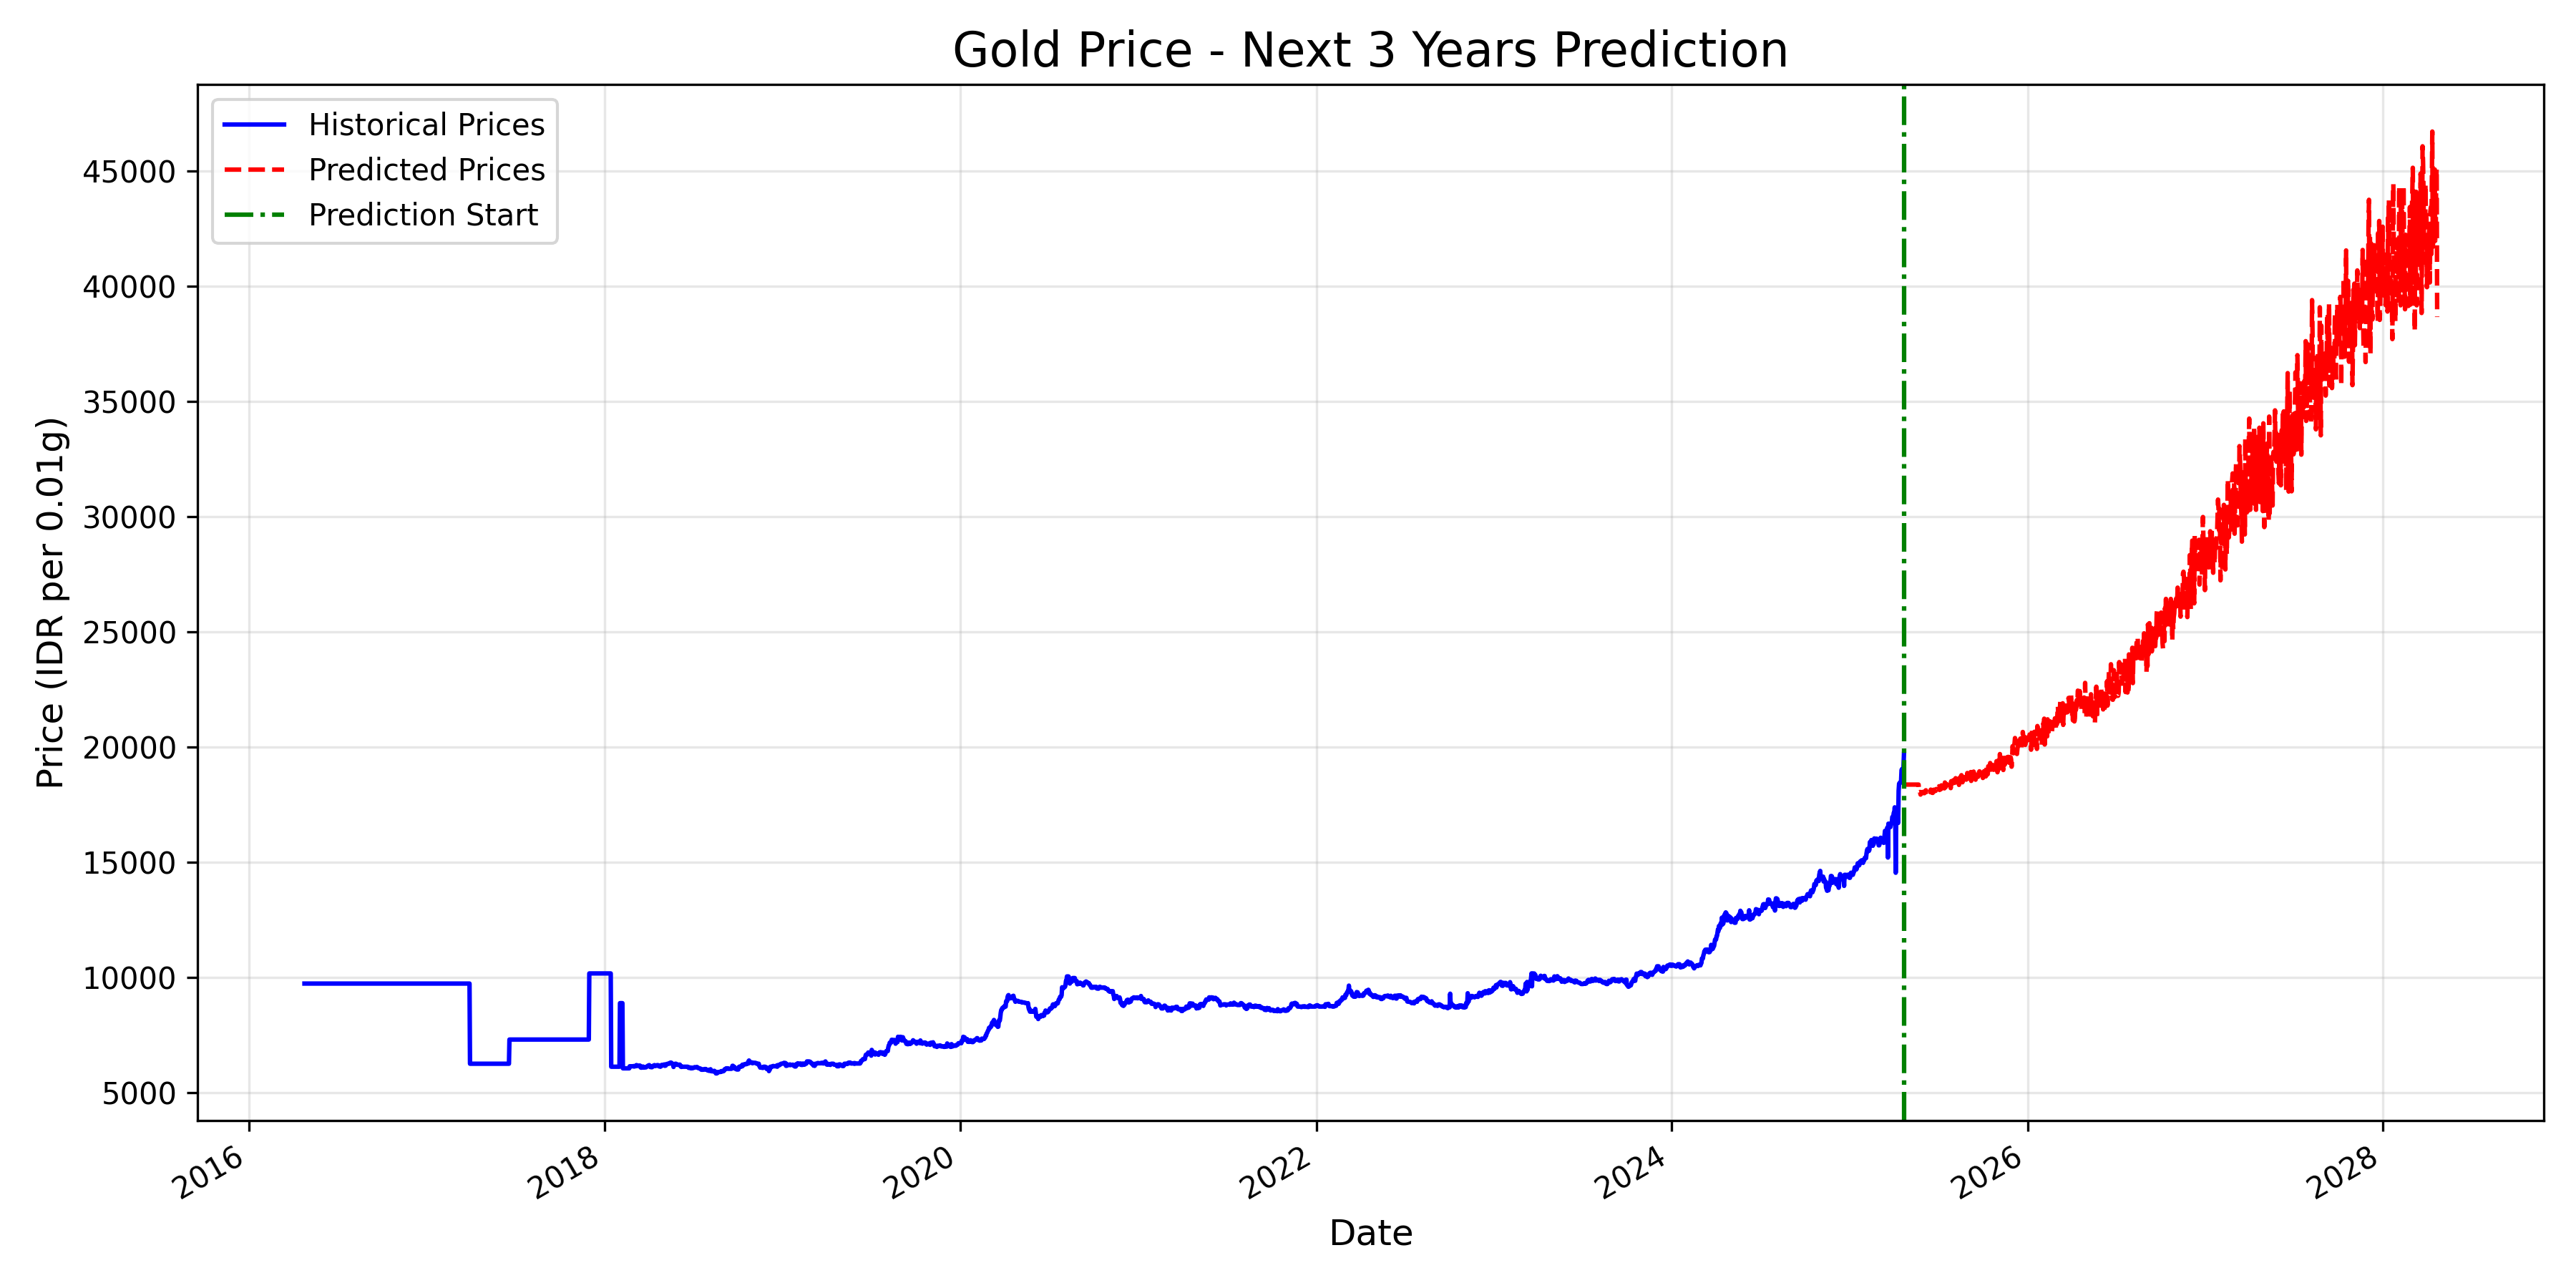 Gold Price - Next 3 Years Prediction
Historical Prices
Predicted Prices
Prediction Start
Price (IDR per 0.01g)
45000
40000
35000
30000
25000
20000
15000
10000
5000
2016
2018
2020
2022
2024
2026
2028
Date